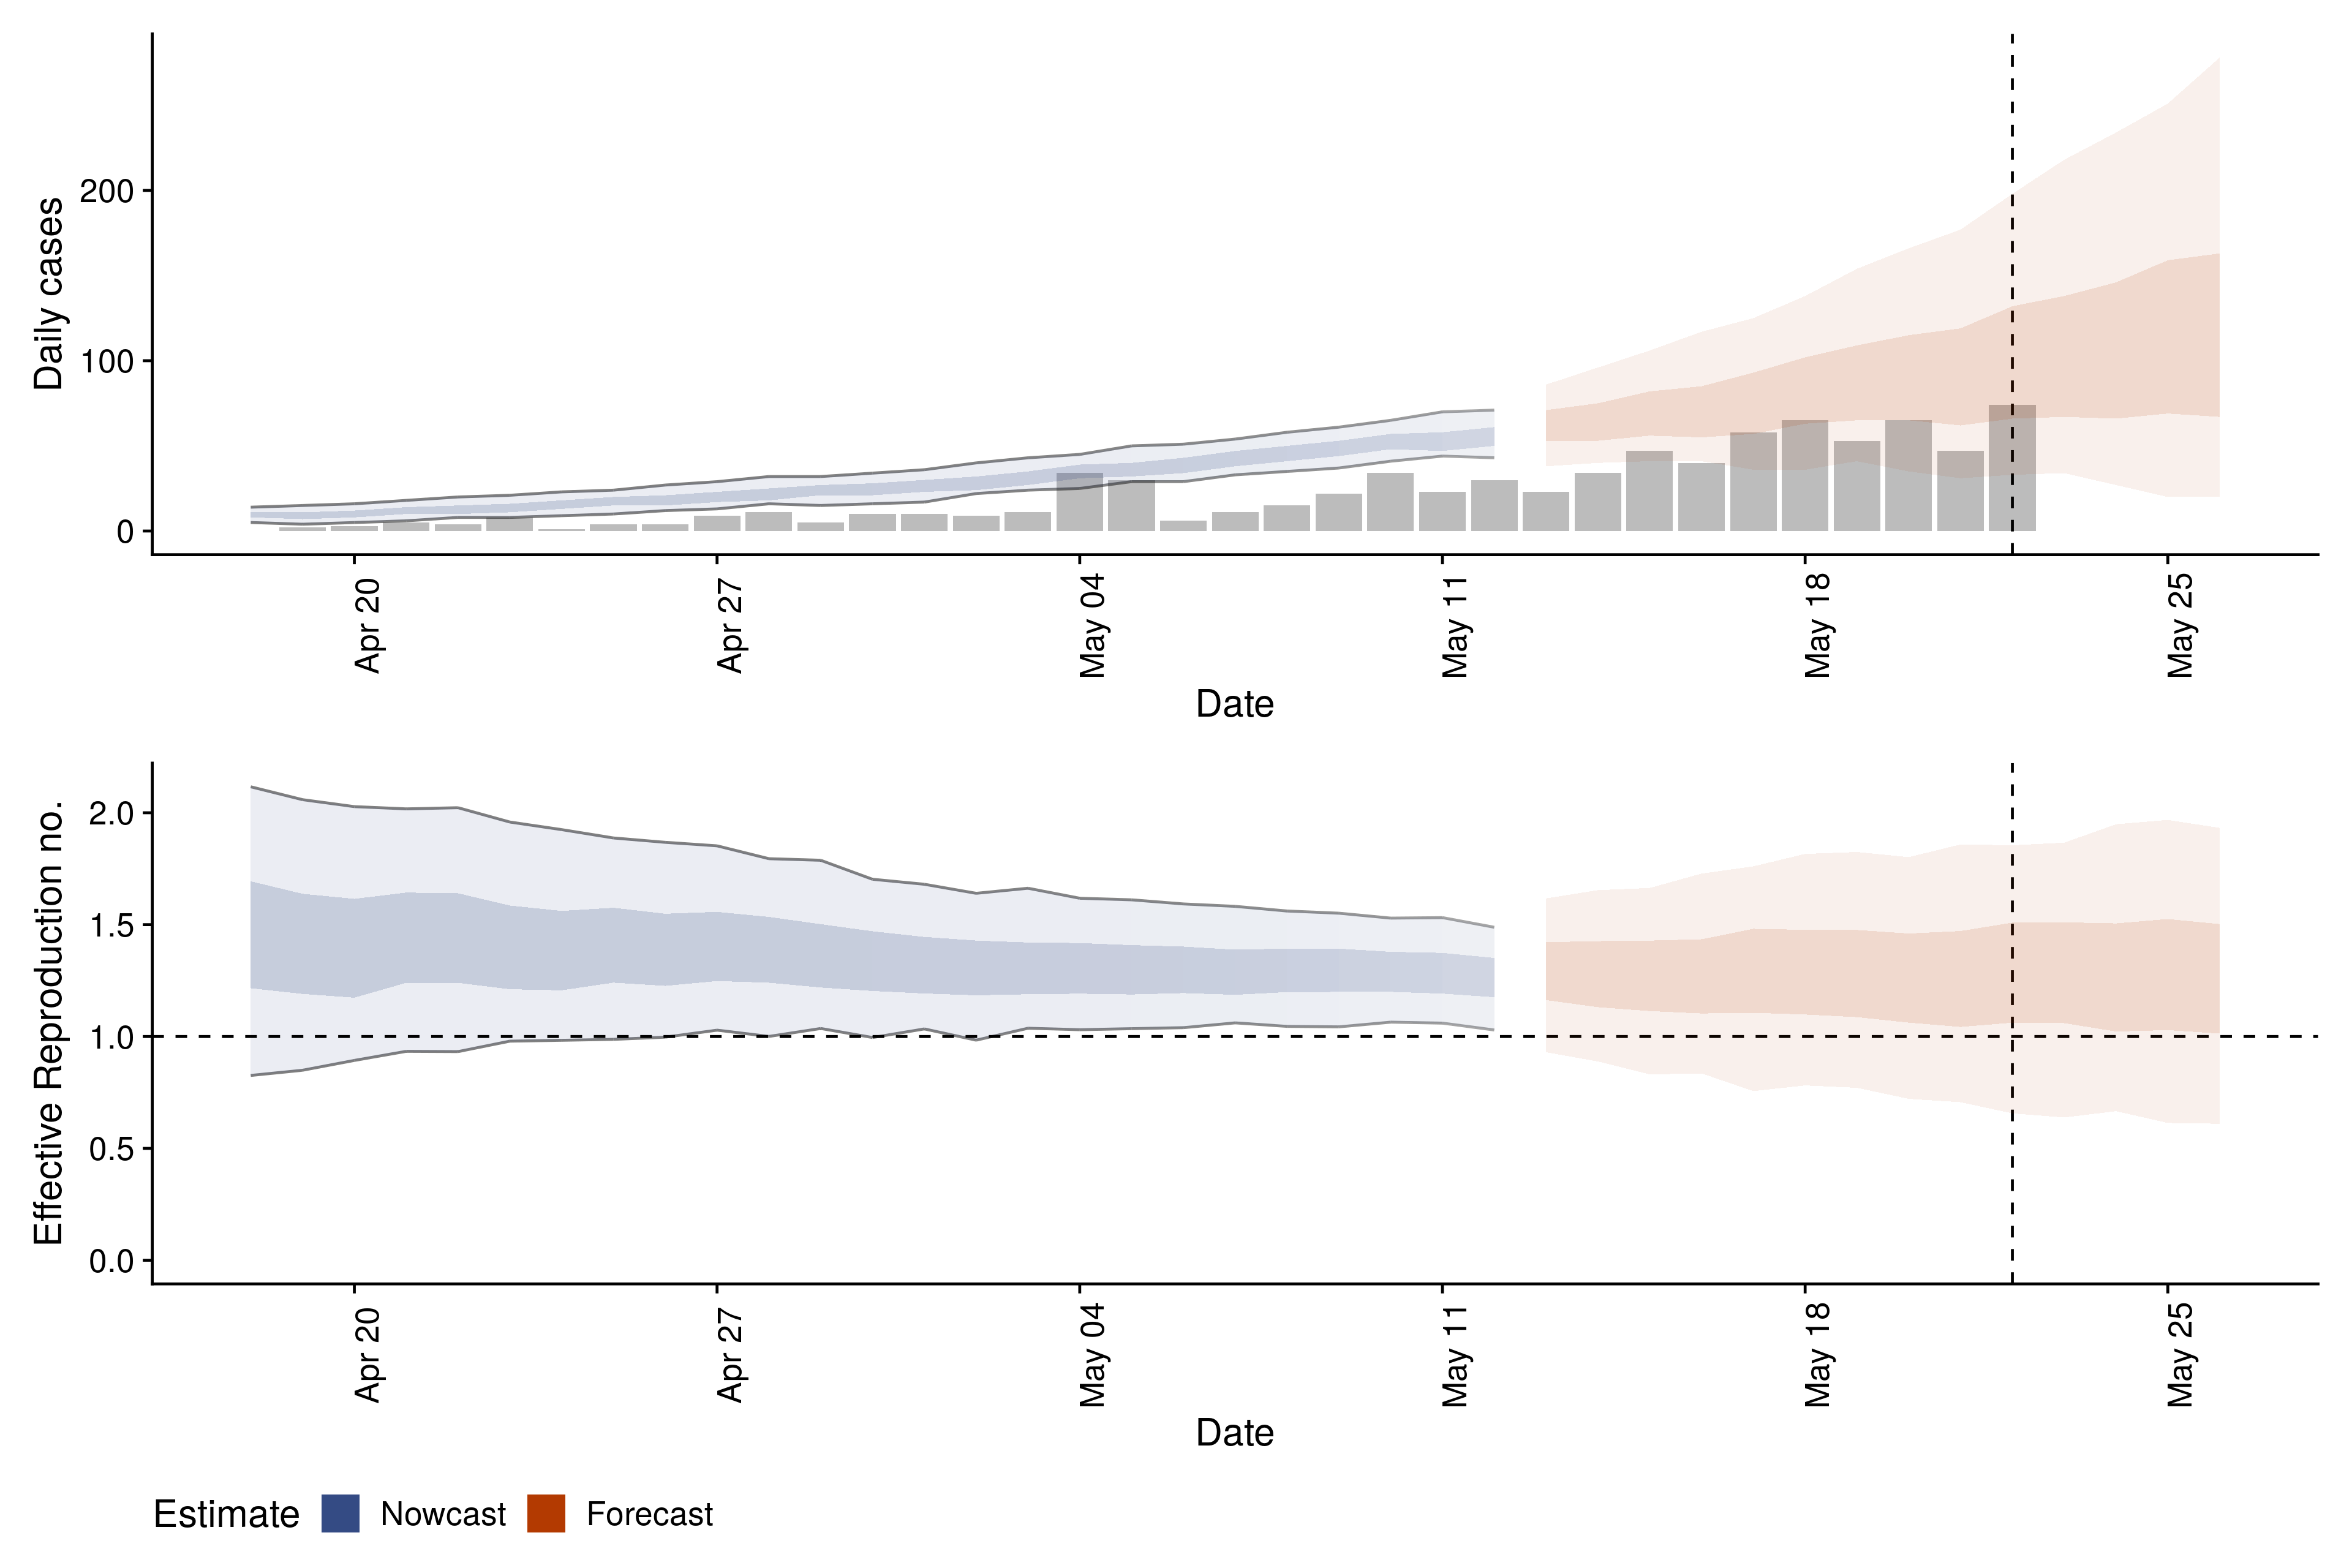 Daily cases
200
100
0
Apr 20
Apr 27
May 04
May 11
May 18
May 25
Date
Effective Reproduction no.
2.0
1.5
1.0
0.5
0.0
Apr 20
Apr 27
May 04
May 11
May 18
May 25
Date
Estimate Nowcast Forecast